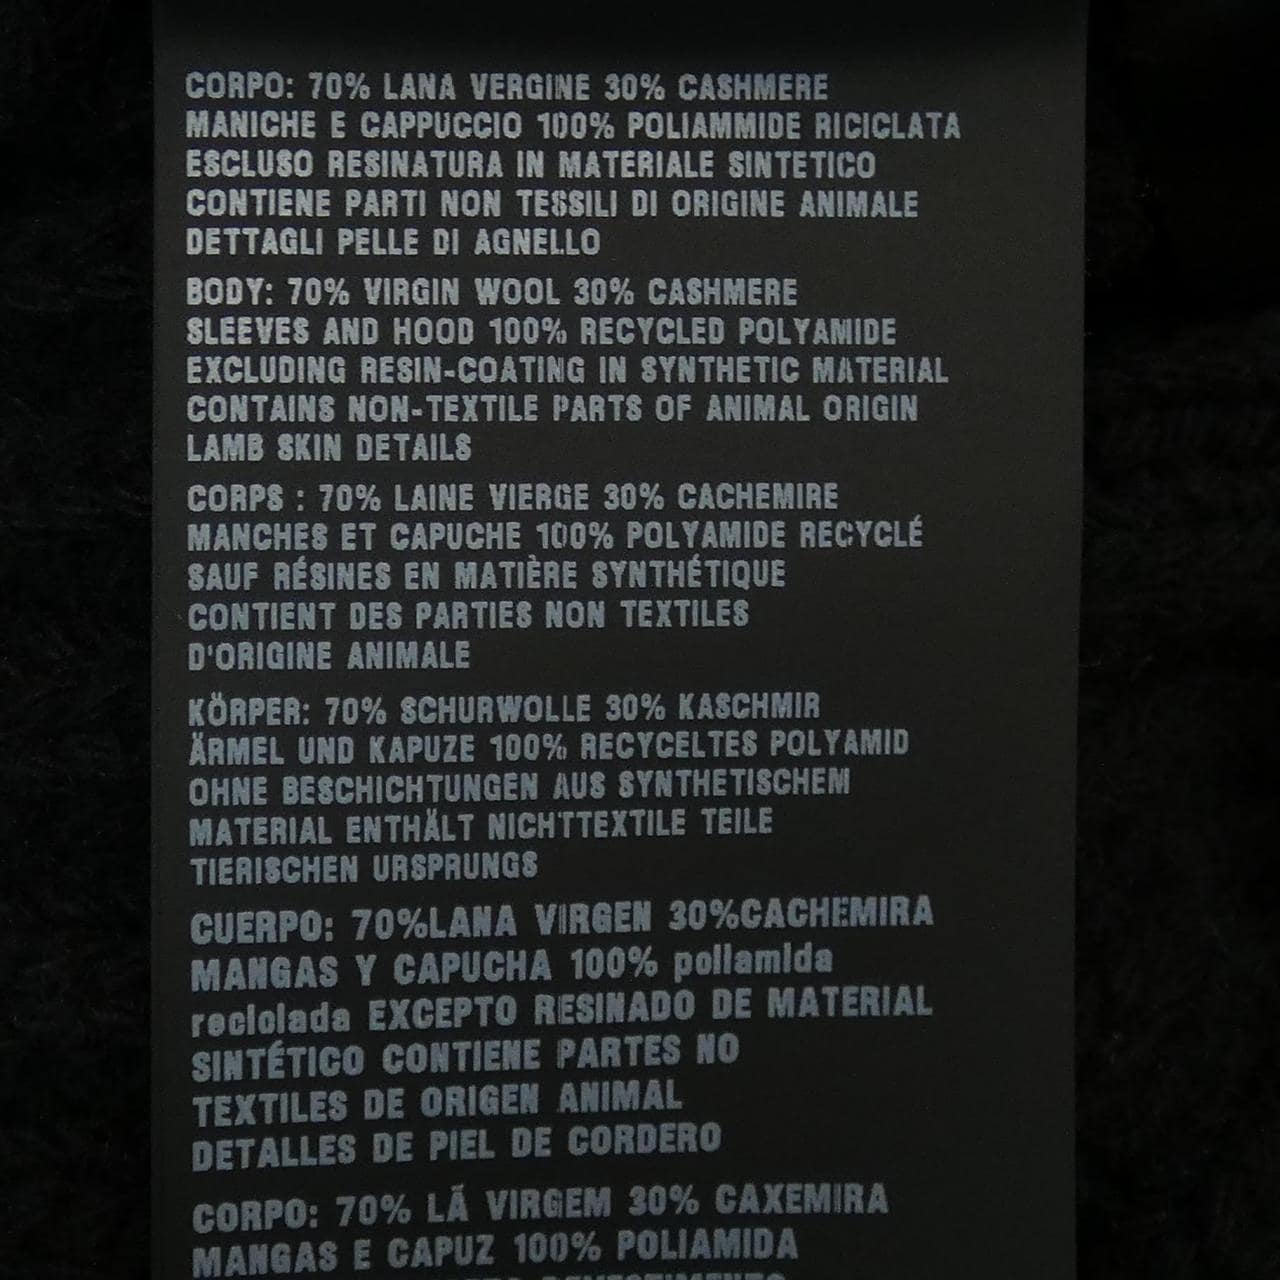 CORPO: 70% LANA VERGINE 30% CASHMERE
MANICHE E CAPPUCCIO 100% POLIAMMIDE RICICLATA
ESCLUSO RESINATURA IN MATERIALE SINTETICO
CONTIENE PARTI NON TESSILI DI ORIGINE ANIMALE
DETTAGLI PELLE DI AGNELLO
BODY: 70% VIRGIN WOOL 30% CASHMERE
SLEEVES AND HOOD 100% RECYCLED POLYAMIDE
EXCLUDING RESIN-COATING IN SYNTHETIC MATERIAL
CONTAINS NON-TEXTILE PARTS OF ANIMAL ORIGIN
LAMB SKIN DETAILS
CORPS : 70% LAINE VIERGE 30% CACHEMIRE
MANCHES ET CAPUCHE 100% POLYAMIDE RECYCLÉ
SAUF RÉSINES EN MATIÈRE SYNTHÉTIQUE
CONTIENT DES PARTIES NON TEXTILES
D'ORIGINE ANIMALE
KÖRPER: 70% SCHURWOLLE 30% KASCHMIR
ÄRMEL UND KAPUZE 100% RECYCELTES POLYAMID
OHNE BESCHICHTUNGEN AUS SYNTHETISCHEM
MATERIAL ENTHÄLT NICHTTEXTILE TEILE
TIERISCHEN URSPRUNGS
CUERPO: 70%LANA VIRGEN 30%CACHEMIRA
MANGAS Y CAPUCHA 100% poliamida
reciclada EXCEPTO RESINADO DE MATERIAL
SINTÉTICO CONTIENE PARTES NO
TEXTILES DE ORIGEN ANIMAL
DETALLES DE PIEL DE CORDERO
CORPO: 70% LÃ VIRGEM 30% CAXEMIRA
MANGAS E CAPUZ 100% POLIAMIDA